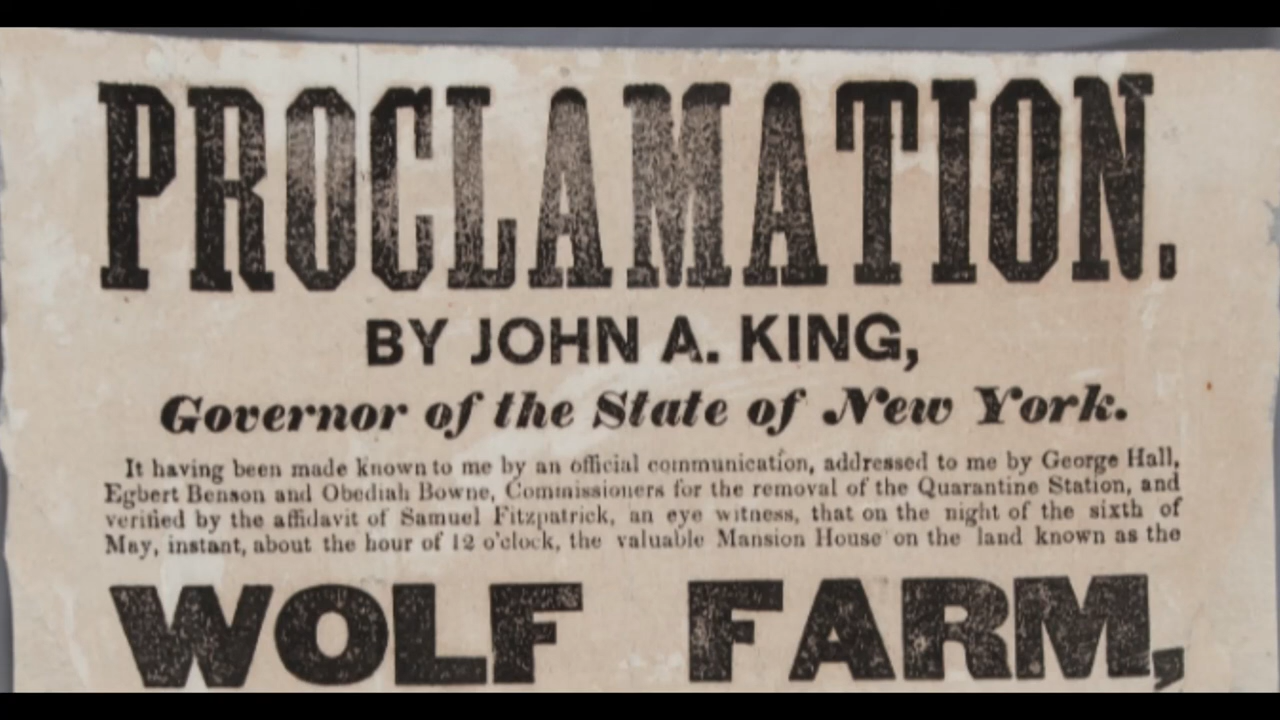 PROCLAMATION.
BY JOHN A. KING,
Governor of the State of New York.
It having been made known to me by an official communication, addressed to me by George Hall,
Egbert Benson and Obediah Bowne, Commissioners for the removal of the Quarantine Station, and
verified by the affidavit of Samuel Fitzpatrick, an eye witness, that on the night of the sixth of
May, instant, about the hour of 12 o'clock, the valuable Mansion House on the land known as the
WOLF FARM,